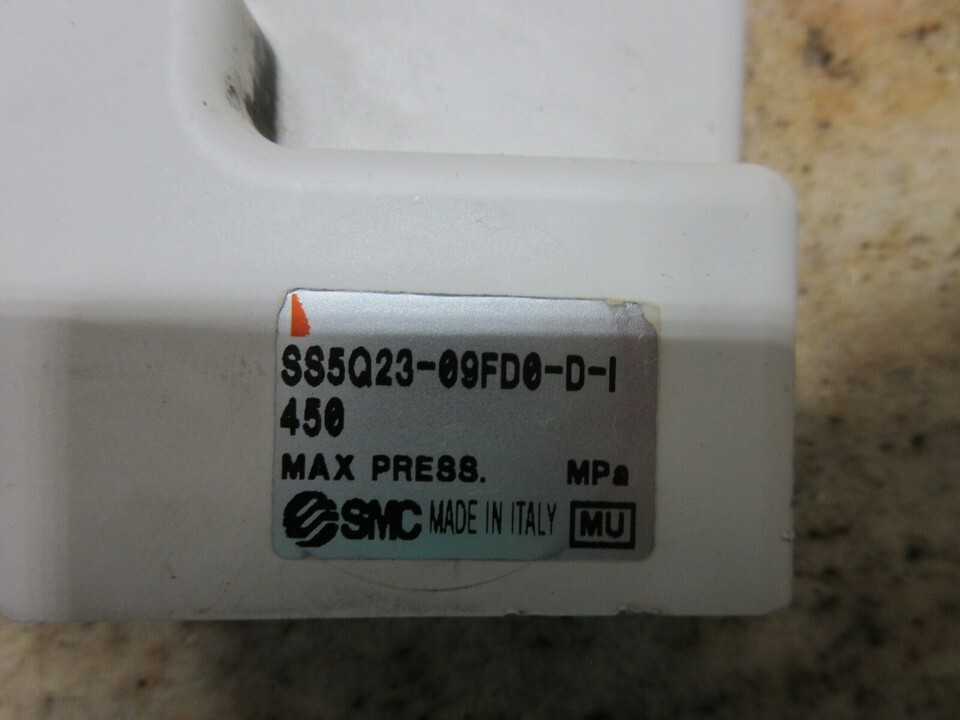 SS5Q23-09FD0-D-I
450
MAX PRESS. MPa
SMC MADE IN ITALY MU